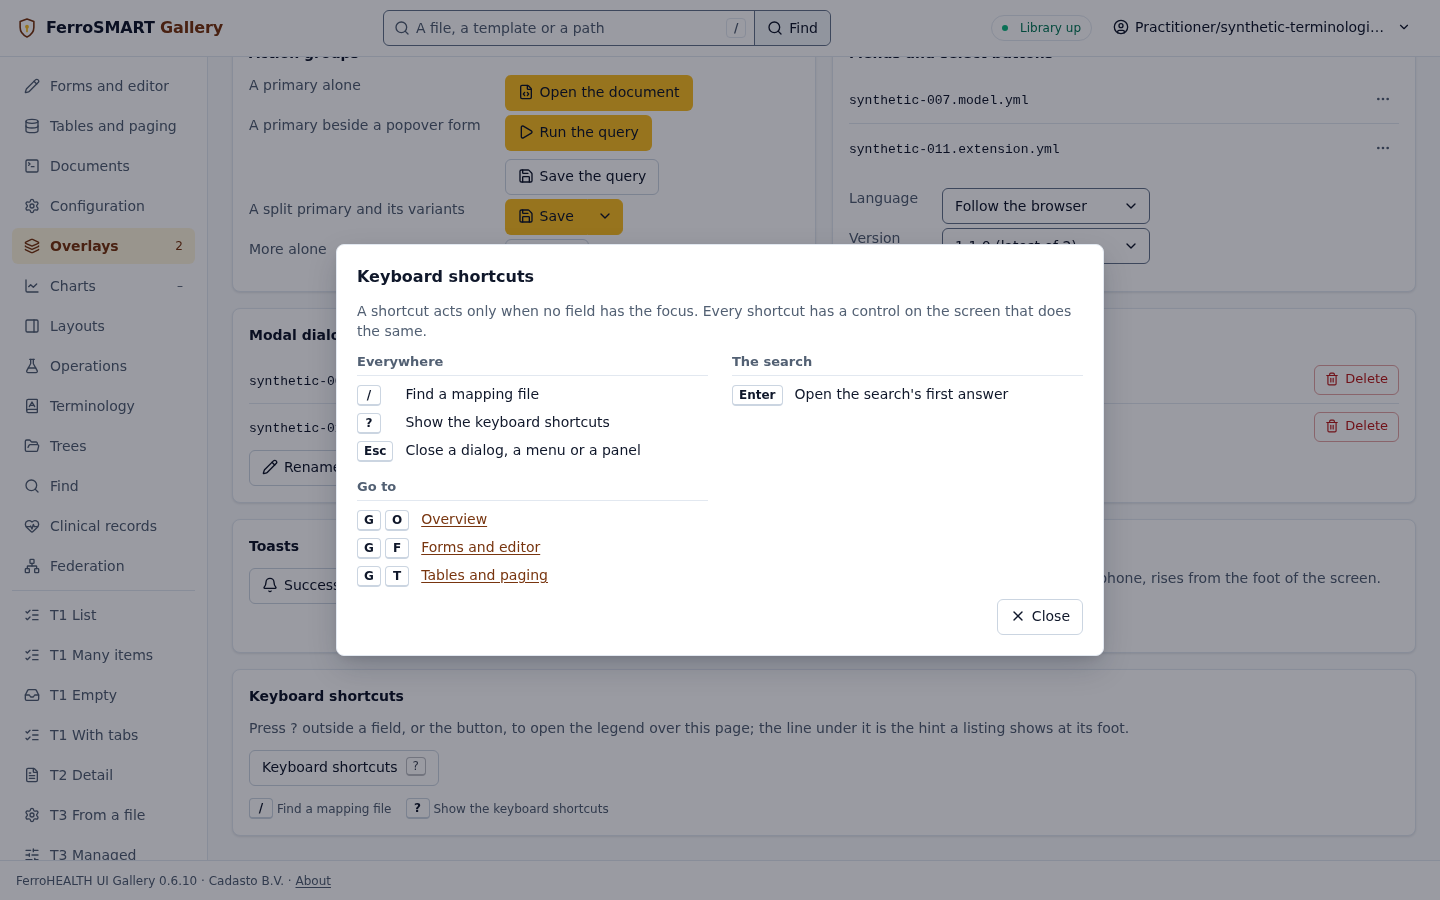 FerroSMART Gallery
A file, a template or a path
/
Find
Library up
Practitioner/synthetic-terminologi...
Forms and editor
Tables and paging
Documents
Configuration
Overlays 2
Charts –
Layouts
Operations
Terminology
Trees
Find
Clinical records
Federation
T1 List
T1 Many items
T1 Empty
T1 With tabs
T2 Detail
T3 From a file
T3 Managed
A primary alone
Open the document
A primary beside a popover form
Run the query
Save the query
A split primary and its variants
Save
More alone
synthetic-007.model.yml
synthetic-011.extension.yml
Language
Follow the browser
Version
Delete
Delete
Toasts
phone, rises from the foot of the screen.
Keyboard shortcuts
A shortcut acts only when no field has the focus. Every shortcut has a control on the screen that does
the same.
Everywhere
/ Find a mapping file
? Show the keyboard shortcuts
Esc Close a dialog, a menu or a panel
Go to
G O Overview
G F Forms and editor
G T Tables and paging
The search
Enter Open the search's first answer
Close
Keyboard shortcuts
Press ? outside a field, or the button, to open the legend over this page; the line under it is the hint a listing shows at its foot.
Keyboard shortcuts ?
/ Find a mapping file ? Show the keyboard shortcuts
FerroHEALTH UI Gallery 0.6.10 · Cadasto B.V. · About